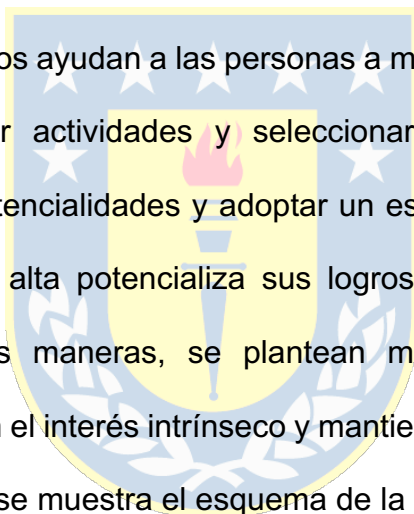 os ayudan a las personas a m
r actividades y seleccionar
tencialidades y adoptar un es
alta potencializa sus logros
s maneras, se plantean m
el interés intrínseco y mantie
se muestra el esquema de la